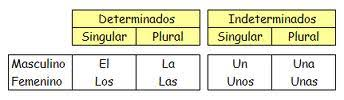 Determinados Indeterminados
Singular Plural Singular Plural
Masculino El La Un Una
Femenino Los Las Unos Unas